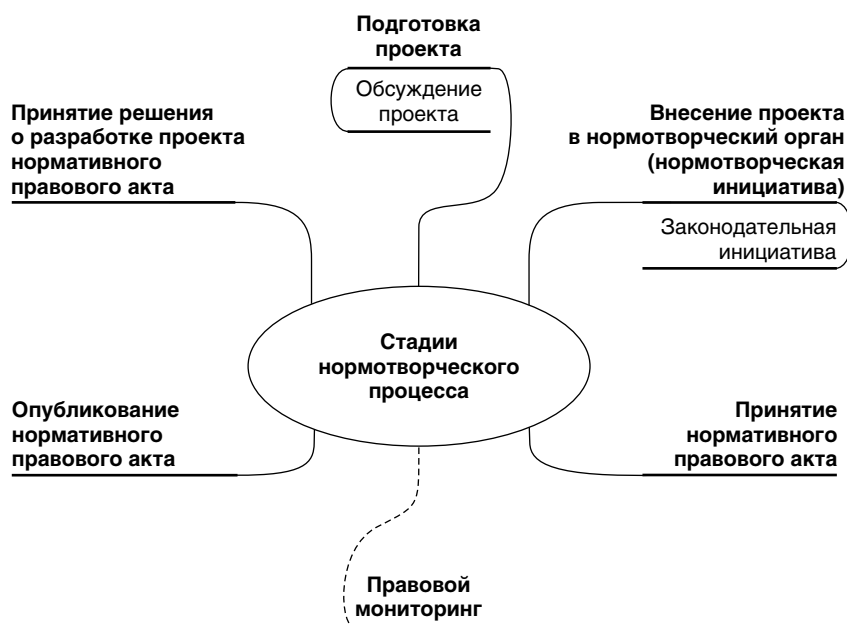 Подготовка
проекта
Обсуждение
проекта
Принятие решения
о разработке проекта
нормативного
правового акта
Внесение проекта
в нормотворческий орган
(нормотворческая
инициатива)
Законодательная
инициатива
Стадии
нормотворческого
процесса
Опубликование
нормативного
правового акта
Принятие
нормативного
правового акта
Правовой
мониторинг